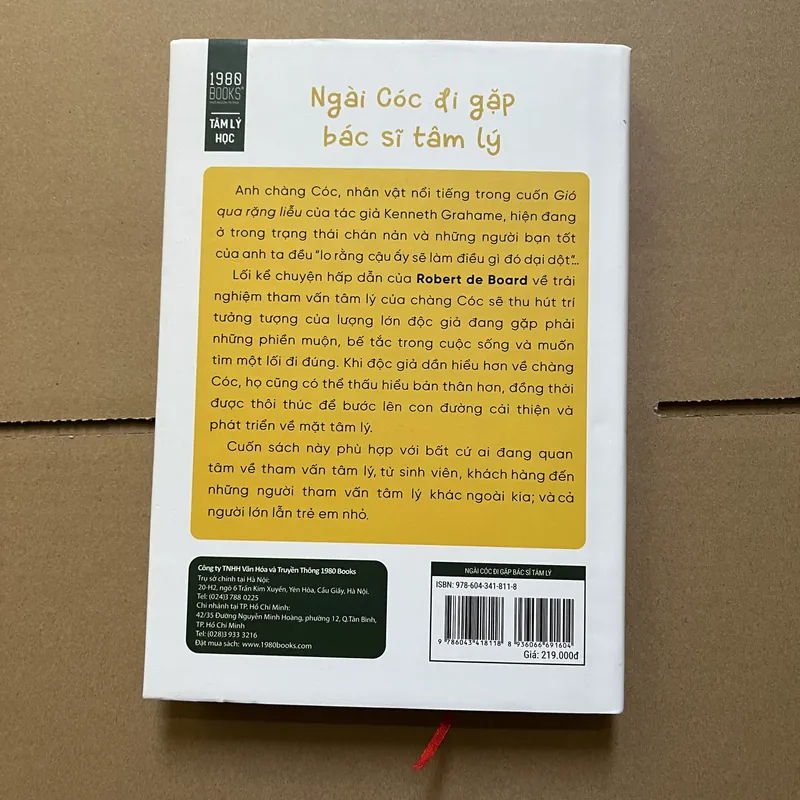 1980
BOOKS
TÂM LÝ
HỌC
Ngài Cóc đi gặp
bác sĩ tâm lý
Anh chàng Cóc, nhân vật nổi tiếng trong cuốn Gió
qua rặng liễu của tác giả Kenneth Grahame, hiện đang
ở trong trạng thái chán nản và những người bạn tốt
của anh ta đều "lo rằng cậu ấy sẽ làm điều gì đó dại dột"...
Lối kể chuyện hấp dẫn của Robert de Board về trải
nghiệm tham vấn tâm lý của chàng Cóc sẽ thu hút trí
tưởng tượng của lượng lớn độc giả đang gặp phải
những phiền muộn, bế tắc trong cuộc sống và muốn
tìm một lối đi đúng. Khi độc giả dần hiểu hơn về chàng
Cóc, họ cũng có thể thấu hiểu bản thân hơn, đồng thời
được thôi thúc để bước lên con đường cải thiện và
phát triển về mặt tâm lý.
Cuốn sách này phù hợp với bất cứ ai đang quan
tâm về tham vấn tâm lý, từ sinh viên, khách hàng đến
những người tham vấn tâm lý khác ngoài kia; và cả
người lớn lẫn trẻ em nhỏ.
Công ty TNHH Văn Hóa và Truyền Thông 1980 Books
Trụ sở chính tại Hà Nội:
20-H2, ngõ 6 Trần Kim Xuyến, Yên Hòa, Cầu Giấy, Hà Nội.
Tel: (024)3 788 0225
Chi nhánh tại TP. Hồ Chí Minh:
42/35 Đường Nguyễn Minh Hoàng, phường 12, Q.Tân Bình,
TP. Hồ Chí Minh
Tel: (028)3 933 3216
Đặt mua sách: www.1980books.com
NGÀI CÓC ĐI GẶP BÁC SĨ TÂM LÝ
ISBN: 978-604-341-811-8
9 786043 418118 8 936066 691604
Giá: 219.000đ